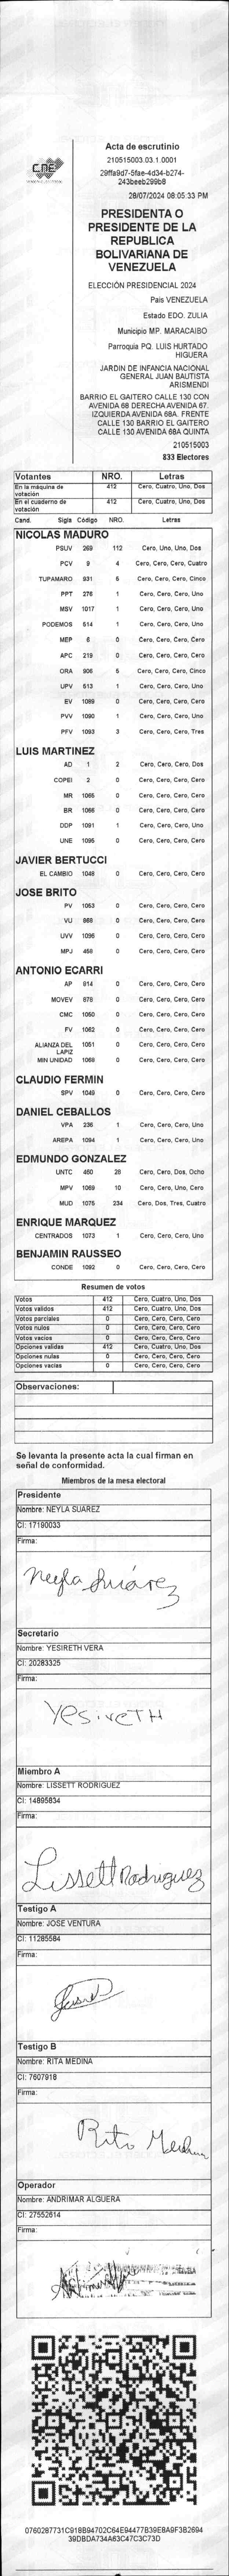 CNE
Acta de escrutinio
210515003.03.1.0001
29ffa9d7-5fae-4d34-b274-
243beeb299b8
28/07/2024 08:05:33 PM
PRESIDENTA O
PRESIDENTE DE LA
REPUBLICA
BOLIVARIANA DE
VENEZUELA
ELECCIÓN PRESIDENCIAL 2024
Pais VENEZUELA
Estado EDO. ZULIA
Municipio MP. MARACAIBO
Parroquia PQ. LUIS HURTADO
HIGUERA
JARDIN DE INFANCIA NACIONAL
GENERAL JUAN BAUTISTA
ARISMENDI
BARRIO EL GAITERO CALLE 130 CON
AVENIDA 68 DERECHA AVENIDA 67.
IZQUIERDA AVENIDA 68A. FRENTE
CALLE 130 BARRIO EL GAITERO
CALLE 130 AVENIDA 68A QUINTA
210515003
833 Electores
Votantes NRO. Letras
En la máquina de votación 412 Cero, Cuatro, Uno, Dos
En el cuaderno de votación 412 Cero, Cuatro, Uno, Dos
Cand. Sigla Código NRO. Letras
NICOLAS MADURO
PSUV 269 112 Cero, Uno, Uno, Dos
PCV 9 4 Cero, Cero, Cero, Cuatro
TUPAMARO 931 5 Cero, Cero, Cero, Cinco
PPT 276 1 Cero, Cero, Cero, Uno
MSV 1017 1 Cero, Cero, Cero, Uno
PODEMOS 514 1 Cero, Cero, Cero, Uno
MEP 6 0 Cero, Cero, Cero, Cero
APC 219 0 Cero, Cero, Cero, Cero
ORA 906 5 Cero, Cero, Cero, Cinco
UPV 513 1 Cero, Cero, Cero, Uno
EV 1089 0 Cero, Cero, Cero, Cero
PVV 1090 1 Cero, Cero, Cero, Uno
PFV 1093 3 Cero, Cero, Cero, Tres
LUIS MARTINEZ
AD 1 2 Cero, Cero, Cero, Dos
COPEI 2 0 Cero, Cero, Cero, Cero
MR 1065 0 Cero, Cero, Cero, Cero
BR 1066 0 Cero, Cero, Cero, Cero
DDP 1091 1 Cero, Cero, Cero, Uno
UNE 1095 0 Cero, Cero, Cero, Cero
JAVIER BERTUCCI
EL CAMBIO 1048 0 Cero, Cero, Cero, Cero
JOSE BRITO
PV 1053 0 Cero, Cero, Cero, Cero
VU 968 0 Cero, Cero, Cero, Cero
UVV 1096 0 Cero, Cero, Cero, Cero
MPJ 458 0 Cero, Cero, Cero, Cero
ANTONIO ECARRI
AP 814 0 Cero, Cero, Cero, Cero
MOVEV 878 0 Cero, Cero, Cero, Cero
CMC 1050 0 Cero, Cero, Cero, Cero
FV 1062 0 Cero, Cero, Cero, Cero
ALIANZA DEL LAPIZ 1051 0 Cero, Cero, Cero, Cero
MIN UNIDAD 1068 0 Cero, Cero, Cero, Cero
CLAUDIO FERMIN
SPV 1049 0 Cero, Cero, Cero, Cero
DANIEL CEBALLOS
VPA 236 1 Cero, Cero, Cero, Uno
AREPA 1094 1 Cero, Cero, Cero, Uno
EDMUNDO GONZALEZ
UNTC 460 28 Cero, Cero, Dos, Ocho
MPV 1069 10 Cero, Cero, Uno, Cero
MUD 1075 234 Cero, Dos, Tres, Cuatro
ENRIQUE MARQUEZ
CENTRADOS 1073 1 Cero, Cero, Cero, Uno
BENJAMIN RAUSSEO
CONDE 1092 0 Cero, Cero, Cero, Cero
Resumen de votos
Votos 412 Cero, Cuatro, Uno, Dos
Votos validos 412 Cero, Cuatro, Uno, Dos
Votos parciales 0 Cero, Cero, Cero, Cero
Votos nulos 0 Cero, Cero, Cero, Cero
Votos vacios 0 Cero, Cero, Cero, Cero
Opciones validas 412 Cero, Cuatro, Uno, Dos
Opciones nulas 0 Cero, Cero, Cero, Cero
Opciones vacias 0 Cero, Cero, Cero, Cero
Observaciones:
Se levanta la presente acta la cual firman en
señal de conformidad.
Miembros de la mesa electoral
Presidente
Nombre: NEYLA SUAREZ
CI: 17190033
Firma:
Neyla Suárez
Secretario
Nombre: YESIRETH VERA
CI: 20283325
Firma:
Yesireth
Miembro A
Nombre: LISSETT RODRIGUEZ
CI: 14895834
Firma:
Lissett Rodriguez
Testigo A
Nombre: JOSE VENTURA
CI: 11285584
Firma:
Testigo B
Nombre: RITA MEDINA
CI: 7607918
Firma:
Rita Medina
Operador
Nombre: ANDRIMAR ALGUERA
CI: 27552614
Firma:
0760287731C918B94702C64E94477B39E8A9F3B2694
39DBDA734A63C47C3C73D